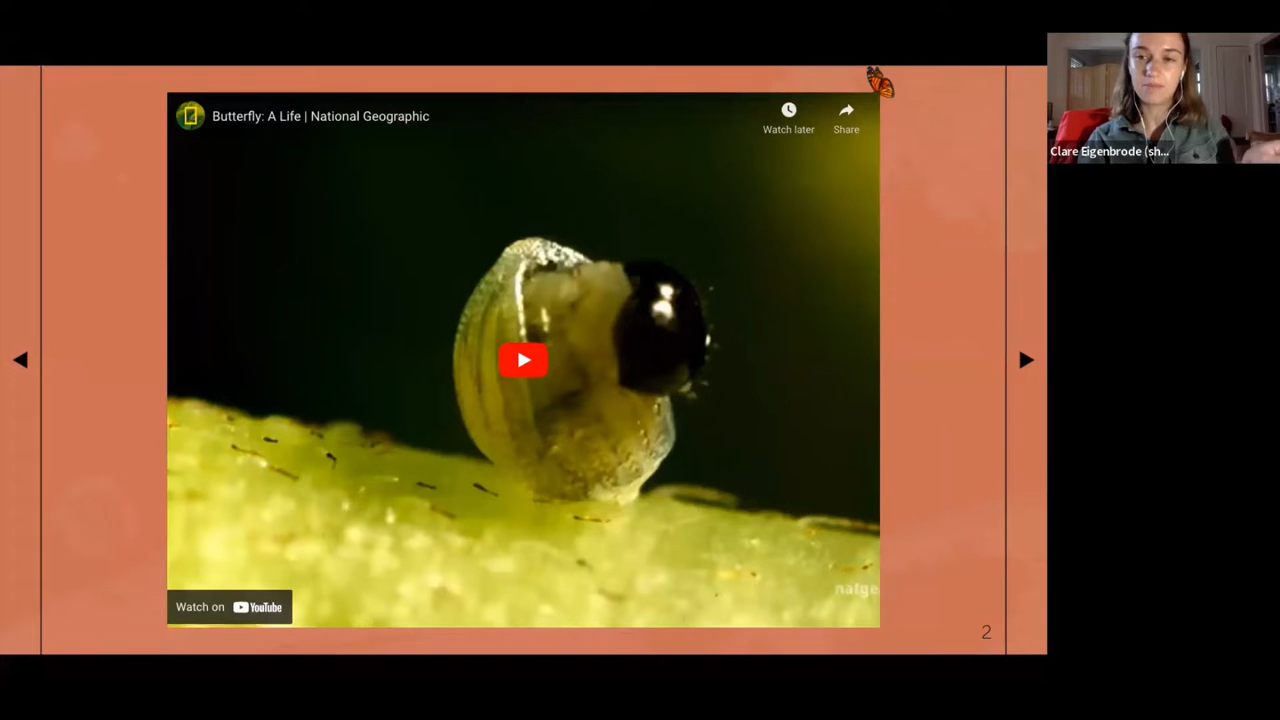 Butterfly: A Life | National Geographic
Watch later
Share
Clare Eigenbrode (sh...
natge
Watch on YouTube
2